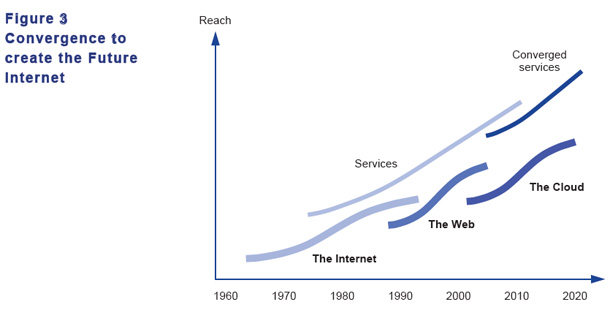 Figure 3
Convergence to
create the Future
Internet
Reach
Converged
services
Services
The Cloud
The Web
The Internet
1960 1970 1980 1990 2000 2010 2020